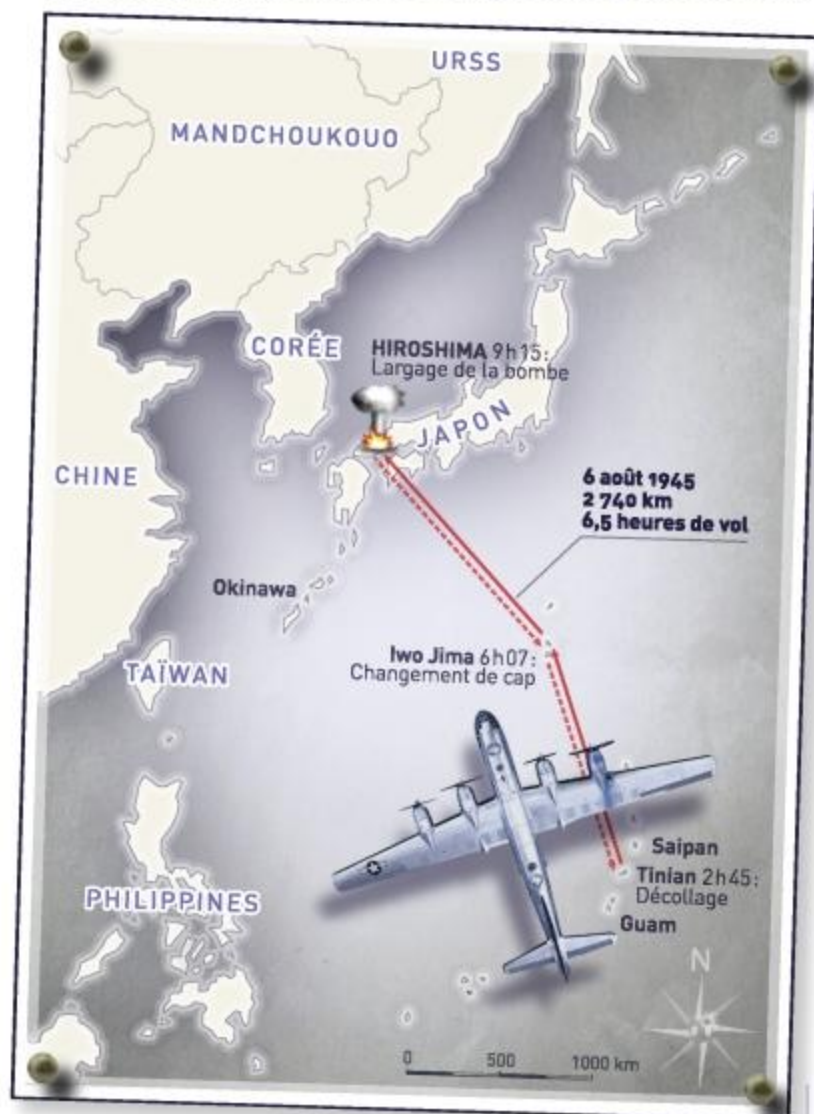 URSS
MANDCHOUKOUO
CORÉE
HIROSHIMA 9h15:
Largage de la bombe
JAPON
CHINE
6 août 1945
2 740 km
6,5 heures de vol
Okinawa
Iwo Jima 6h07:
Changement de cap
TAÏWAN
Saipan
Tinian 2h45:
Décollage
PHILIPPINES
Guam
N
0 500 1000 km